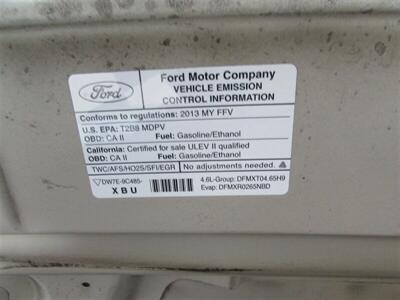 Ford
Ford Motor Company
VEHICLE EMISSION
CONTROL INFORMATION
Conforms to regulations: 2013 MY FFV
U.S. EPA: T2B8 MDPV
OBD: CA II Fuel: Gasoline/Ethanol
California: Certified for sale ULEV II qualified
OBD: CA II Fuel: Gasoline/Ethanol
TWC/AFS/HO2S/SFI/EGR No adjustments needed.
DW7E-9C485-
XBU
4.6L-Group: DFMXT04.65H9
Evap: DFMXR0265NBD